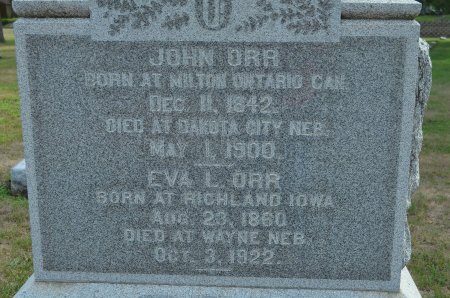 JOHN ORR
BORN AT MILTON ONTARIO CAN.
DEC. 11, 1842.
DIED AT DAKOTA CITY NEB.
MAY 1, 1900.
EVA L. ORR
BORN AT RICHLAND IOWA
AUG. 23, 1860
DIED AT WAYNE NEB.
OCT. 3, 1922.